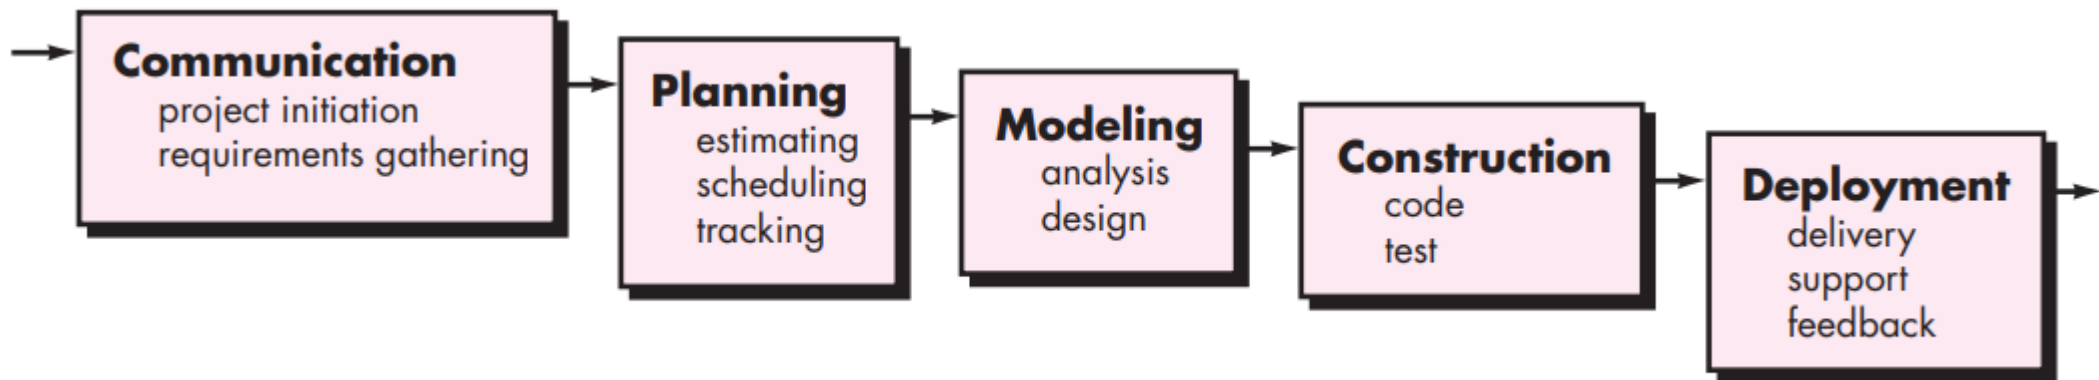 Communication
project initiation
requirements gathering
Planning
estimating
scheduling
tracking
Modeling
analysis
design
Construction
code
test
Deployment
delivery
support
feedback